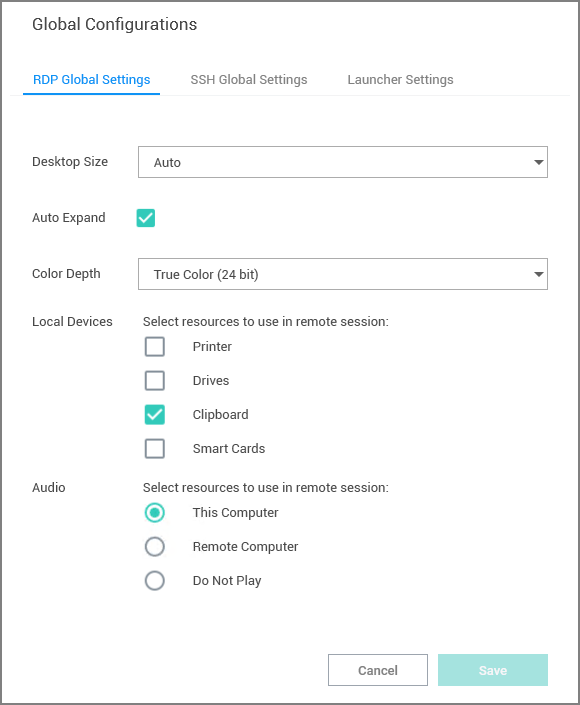 Global Configurations
RDP Global Settings SSH Global Settings Launcher Settings
Desktop Size Auto
Auto Expand
Color Depth True Color (24 bit)
Local Devices Select resources to use in remote session:
Printer
Drives
Clipboard
Smart Cards
Audio Select resources to use in remote session:
This Computer
Remote Computer
Do Not Play
Cancel Save